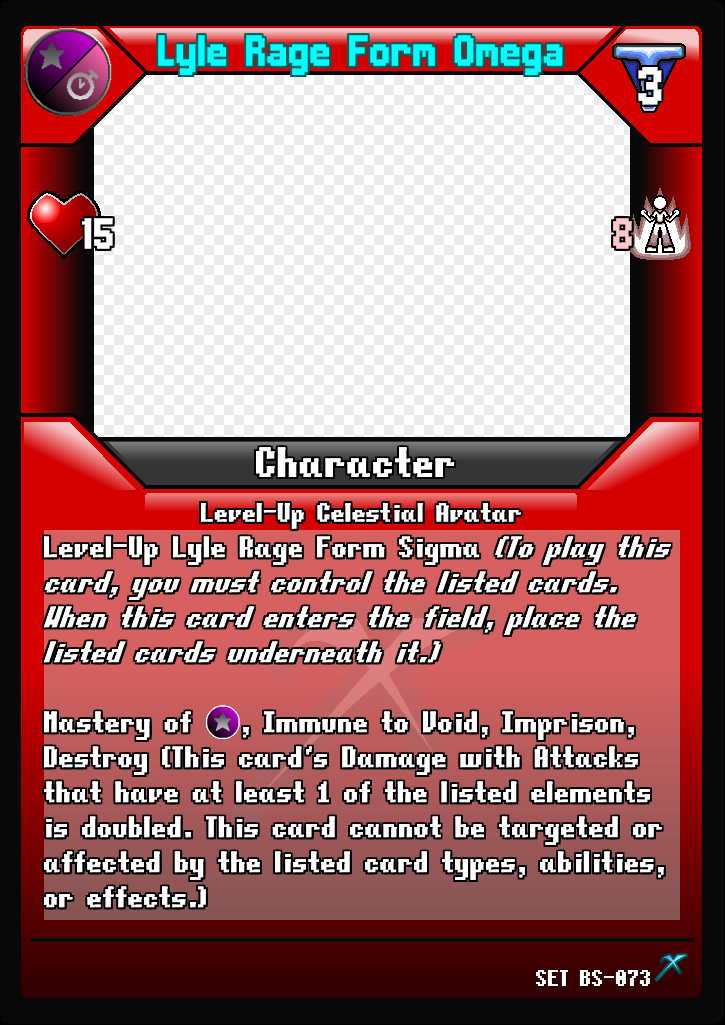 Lyle Rage Form Omega
3
15
8
Character
Level-Up Celestial Avatar
Level-Up Lyle Rage Form Sigma (To play this
card, you must control the listed cards.
When this card enters the field, place the
listed cards underneath it.)
Mastery of , Immune to Void, Imprison,
Destroy (This card's Damage with Attacks
that have at least 1 of the listed elements
is doubled. This card cannot be targeted or
affected by the listed card types, abilities,
or effects.)
SET BS-073